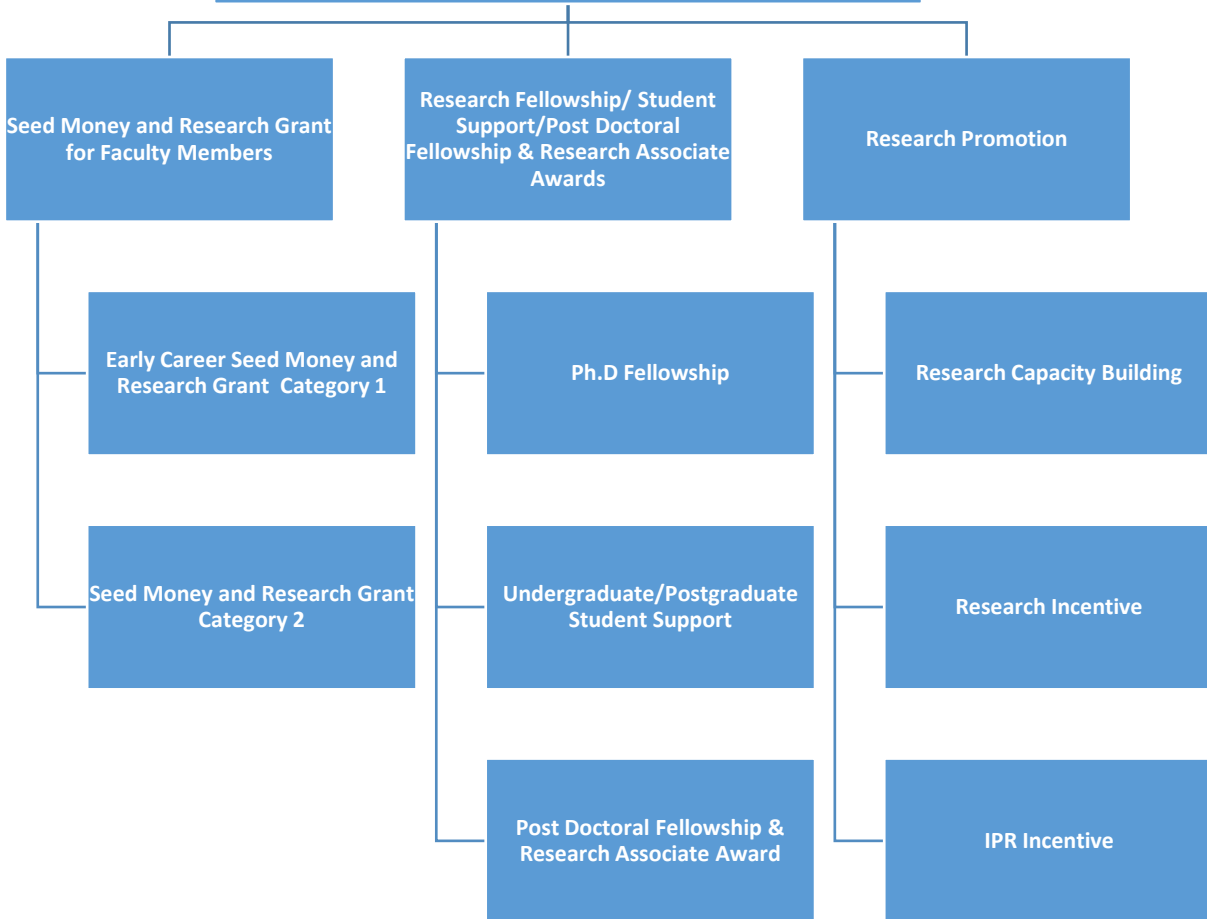 Seed Money and Research Grant
for Faculty Members
Research Fellowship/ Student
Support/Post Doctoral
Fellowship & Research Associate
Awards
Research Promotion
Early Career Seed Money and
Research Grant  Category 1
Ph.D Fellowship
Research Capacity Building
Seed Money and Research Grant
Category 2
Undergraduate/Postgraduate
Student Support
Research Incentive
Post Doctoral Fellowship &
Research Associate Award
IPR Incentive